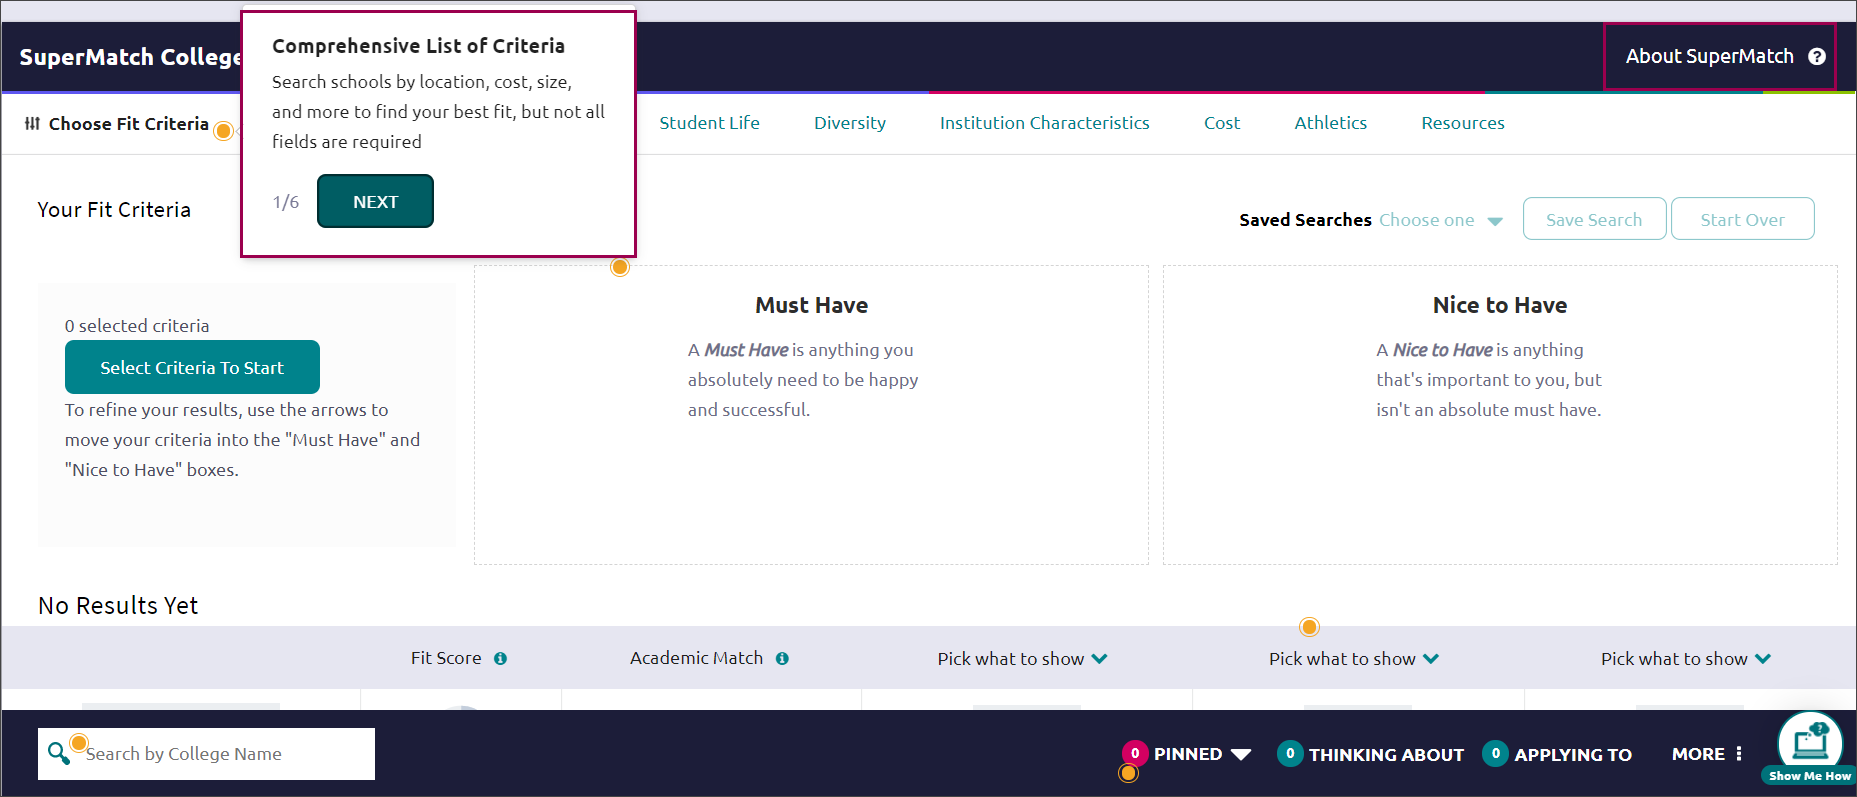 SuperMatch College
Comprehensive List of Criteria
Search schools by location, cost, size,
and more to find your best fit, but not all
fields are required
1/6
NEXT
About SuperMatch ?
Choose Fit Criteria
Student Life
Diversity
Institution Characteristics
Cost
Athletics
Resources
Your Fit Criteria
Saved Searches Choose one
Save Search
Start Over
0 selected criteria
Select Criteria To Start
To refine your results, use the arrows to
move your criteria into the "Must Have" and
"Nice to Have" boxes.
Must Have
A Must Have is anything you
absolutely need to be happy
and successful.
Nice to Have
A Nice to Have is anything
that's important to you, but
isn't an absolute must have.
No Results Yet
Fit Score i
Academic Match i
Pick what to show
Pick what to show
Pick what to show
Search by College Name
0 PINNED
0 THINKING ABOUT
0 APPLYING TO
MORE
?
Show Me How